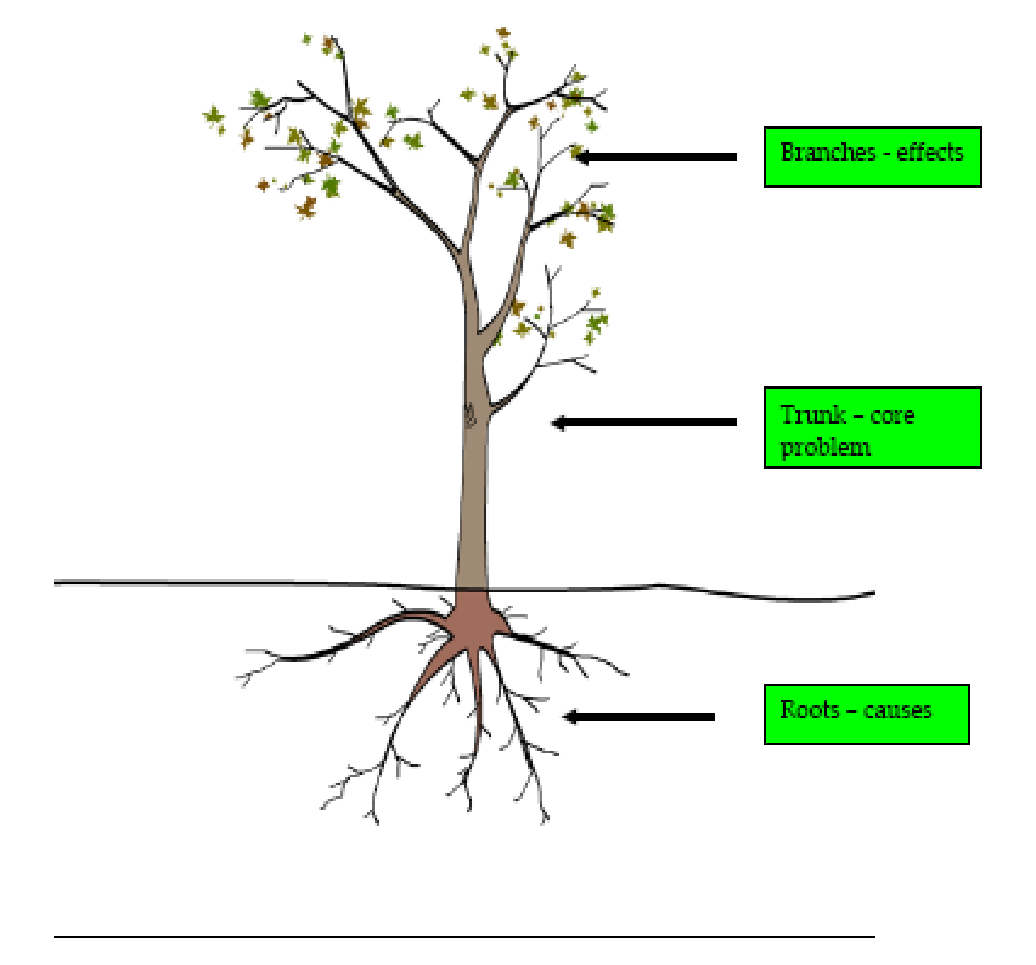 Branches - effects
Trunk – core
problem
Roots – causes